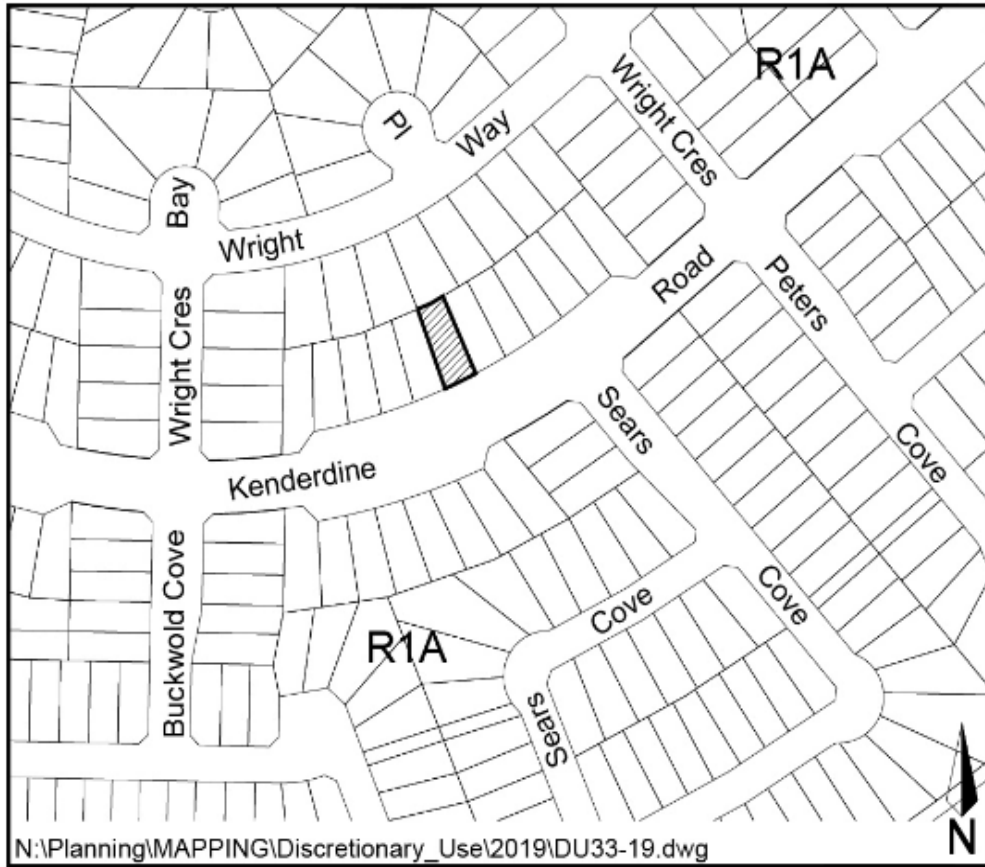 R1A
Wright Cres
Pl
Way
Bay
Wright
Road
Peters
Wright Cres
Sears
Cove
Kenderdine
Buckwold Cove
Cove
Cove
R1A
Sears
N
N:\Planning\MAPPING\Discretionary_Use\2019\DU33-19.dwg